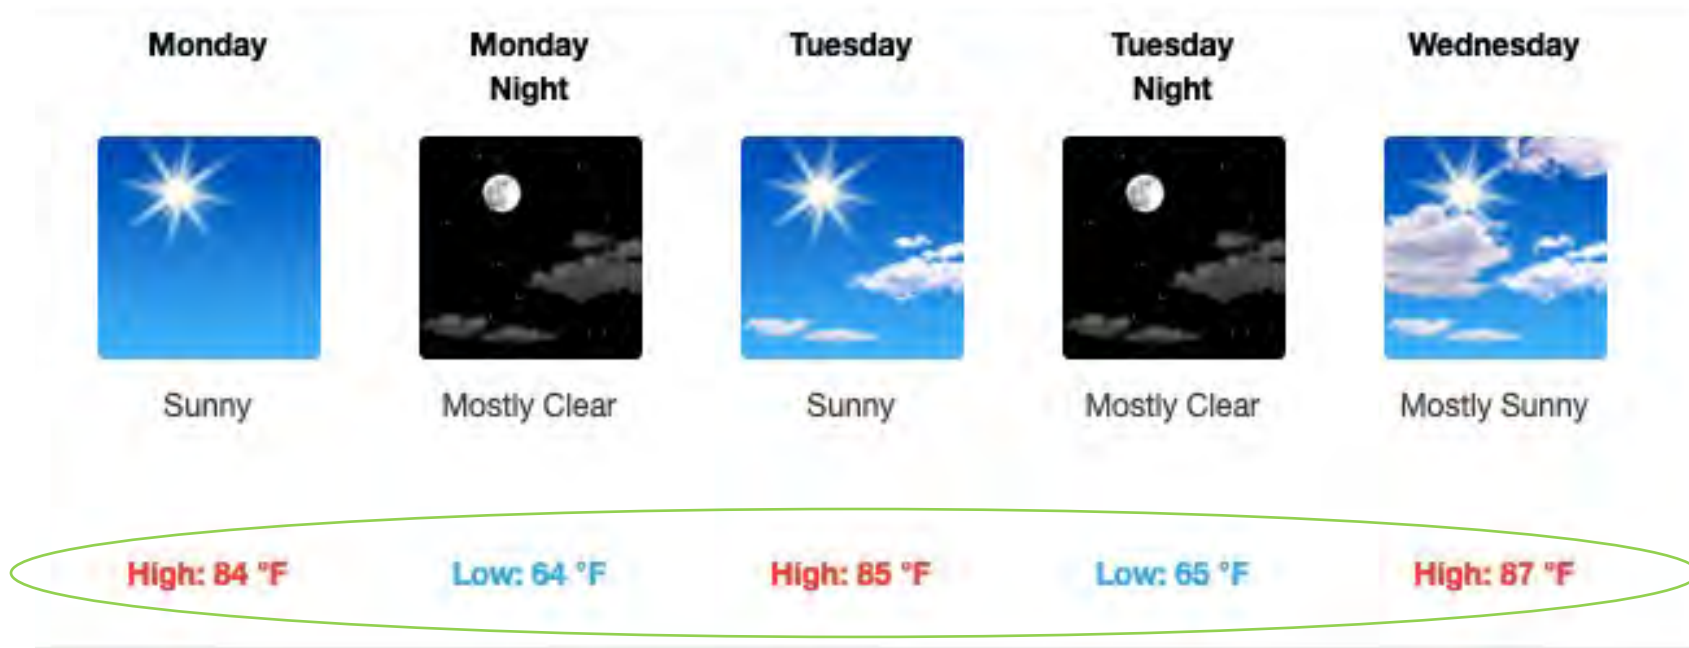 Monday
Monday
Night
Tuesday
Tuesday
Night
Wednesday
Sunny
Mostly Clear
Sunny
Mostly Clear
Mostly Sunny
High: 84 °F
Low: 64 °F
High: 85 °F
Low: 65 °F
High: 87 °F